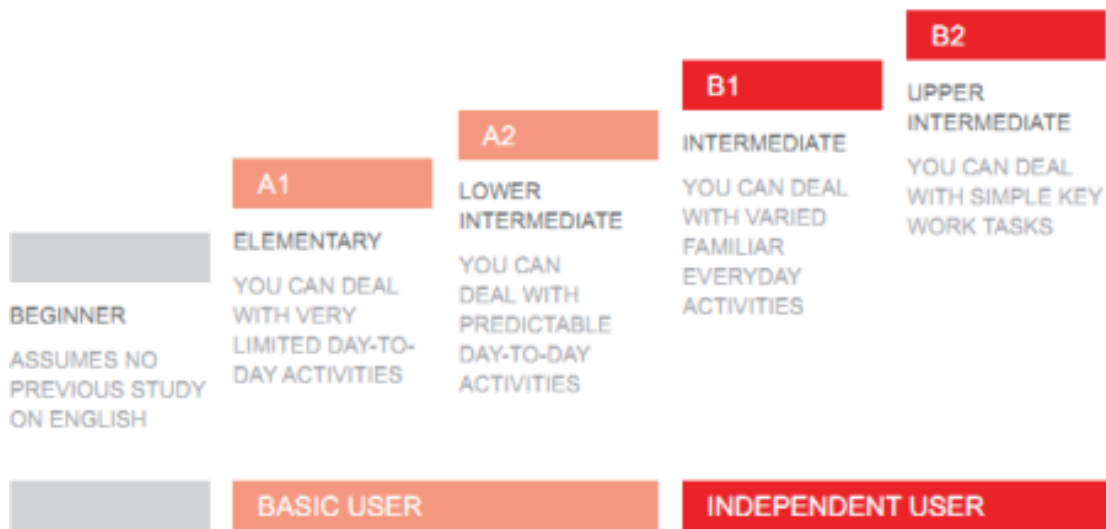 BEGINNER
ASSUMES NO
PREVIOUS STUDY
ON ENGLISH
A1
ELEMENTARY
YOU CAN DEAL
WITH VERY
LIMITED DAY-TO-
DAY ACTIVITIES
A2
LOWER
INTERMEDIATE
YOU CAN
DEAL WITH
PREDICTABLE
DAY-TO-DAY
ACTIVITIES
B1
INTERMEDIATE
YOU CAN DEAL
WITH VARIED
FAMILIAR
EVERYDAY
ACTIVITIES
B2
UPPER
INTERMEDIATE
YOU CAN DEAL
WITH SIMPLE KEY
WORK TASKS
BASIC USER
INDEPENDENT USER